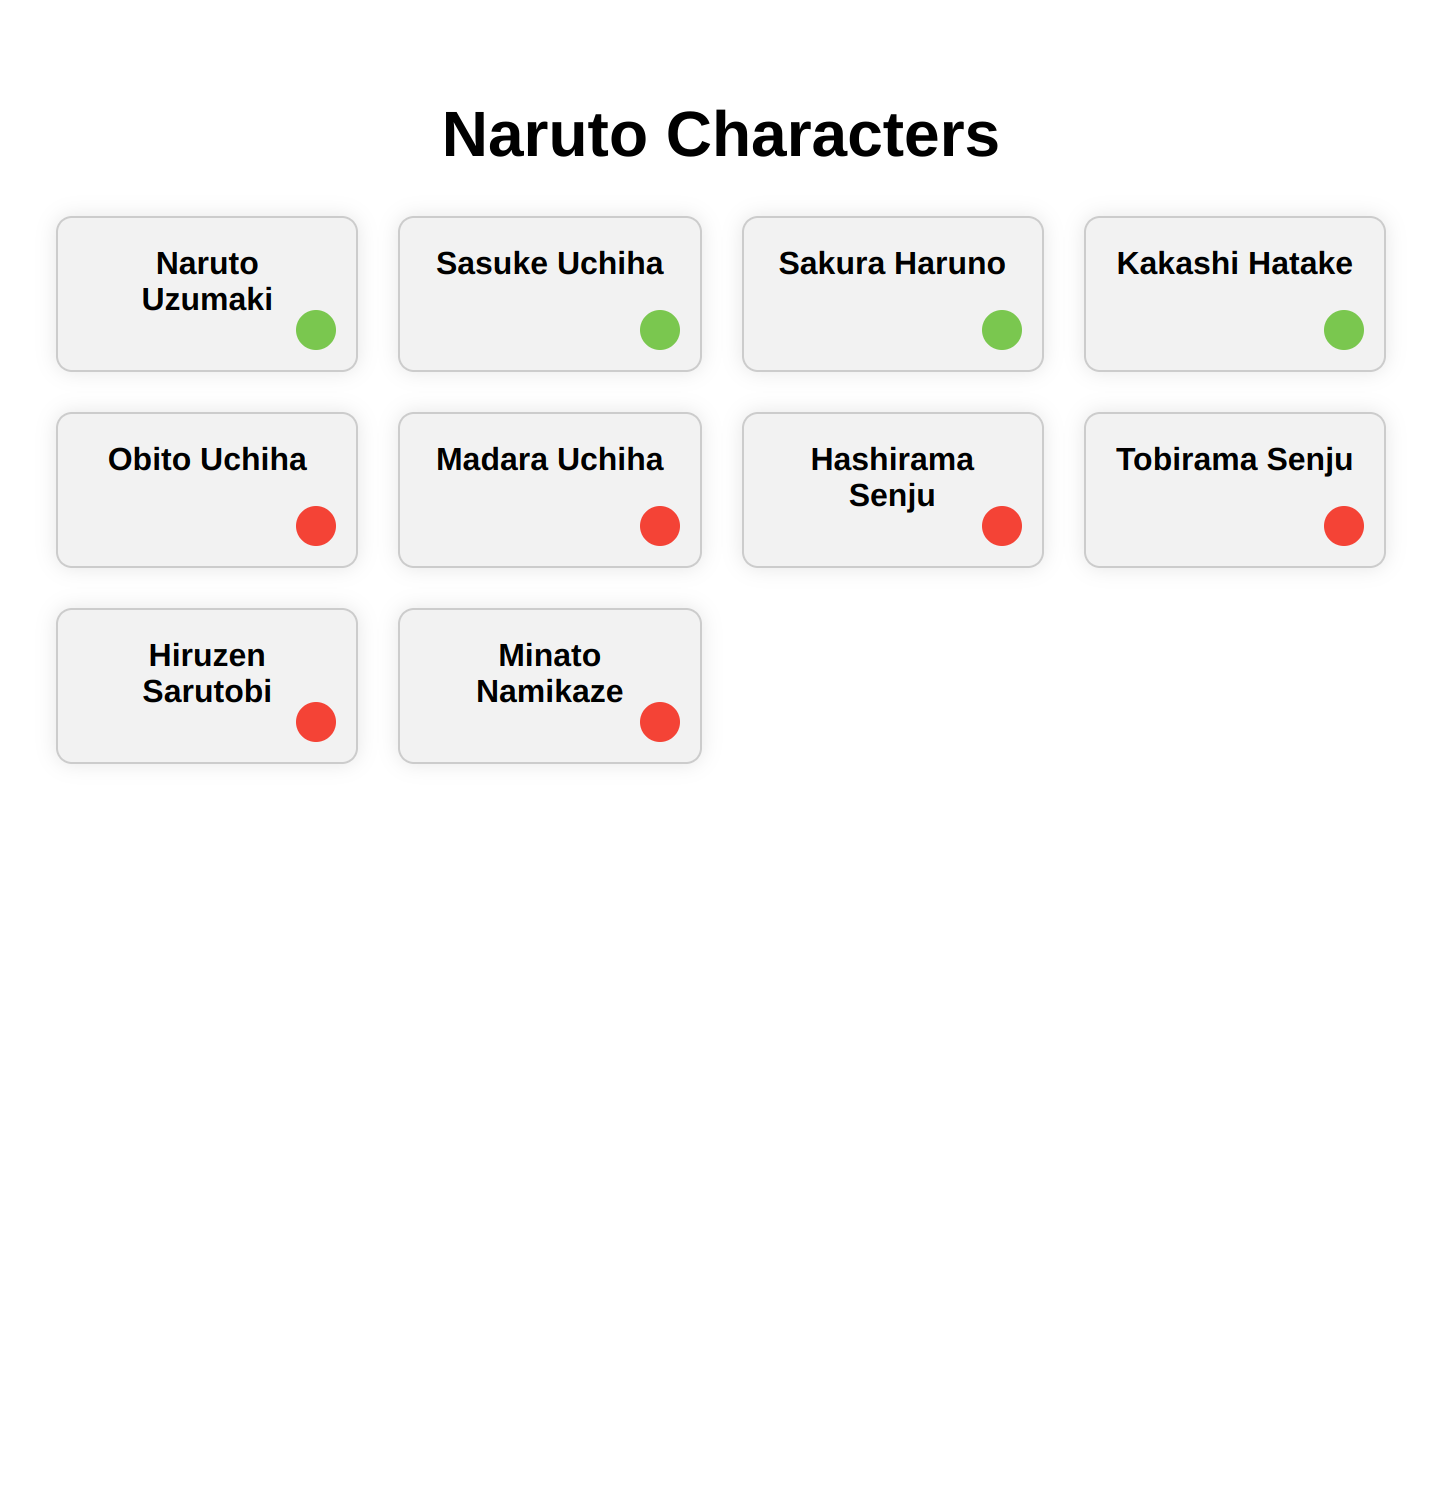 Naruto Characters
Naruto
Uzumaki
Sasuke Uchiha
Sakura Haruno
Kakashi Hatake
Obito Uchiha
Madara Uchiha
Hashirama
Senju
Tobirama Senju
Hiruzen
Sarutobi
Minato
Namikaze